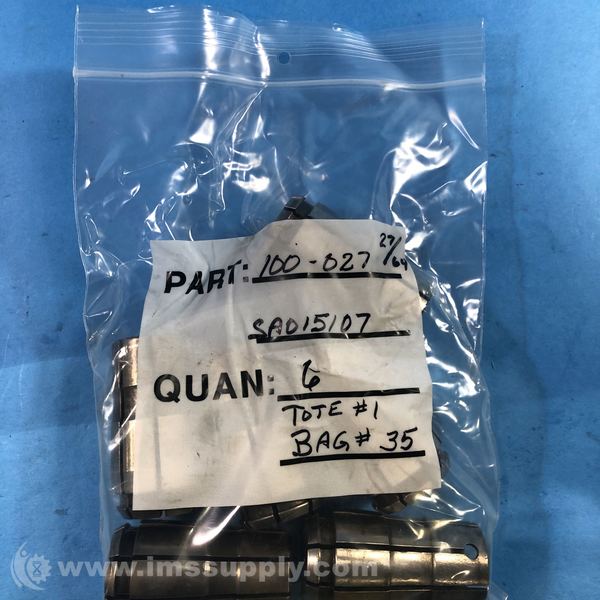 PART: 100-027 27/64
SA015107
QUAN: 6
TOTE #1
BAG # 35
www.imssupply.com